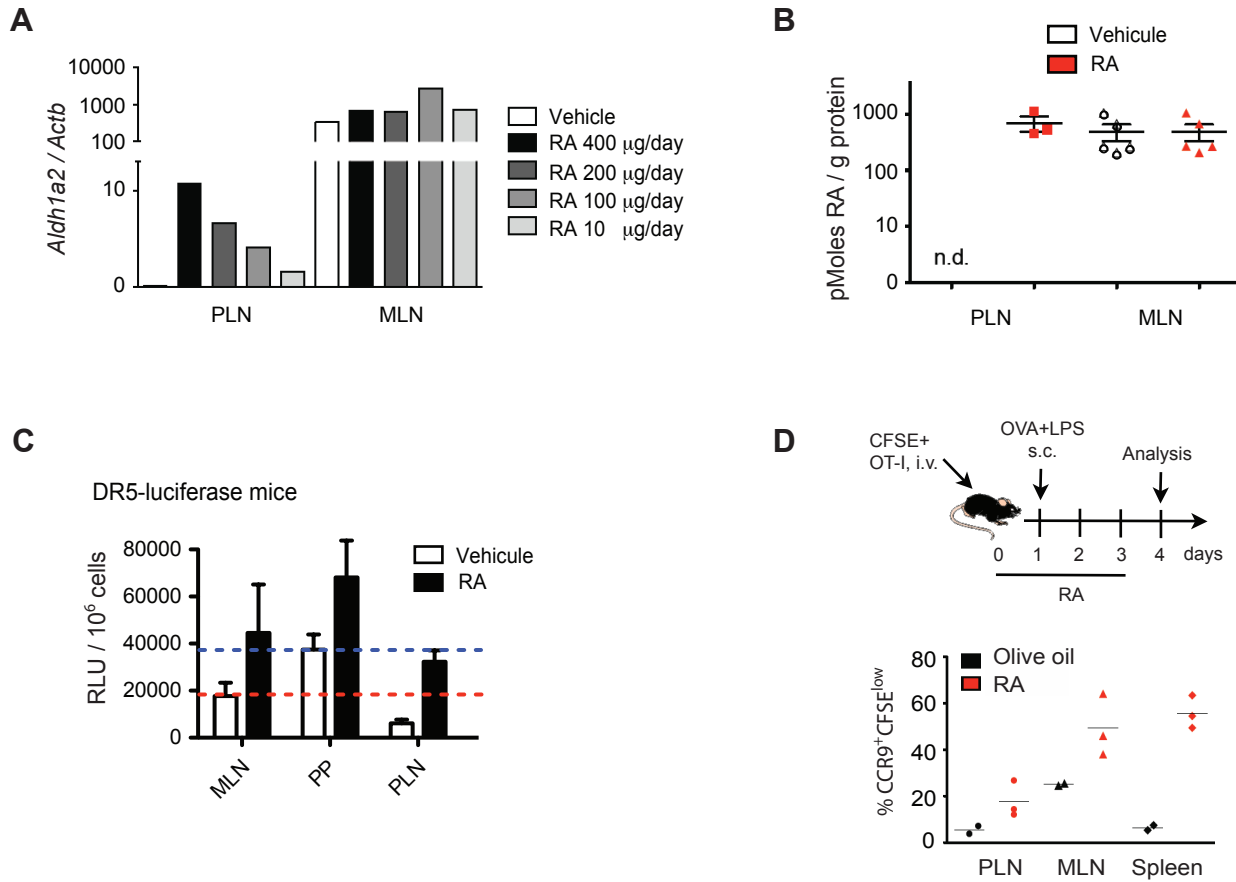 A
10000
1000
100
10
0
Aldh1a2 / Actb
PLN
MLN
Vehicle
RA 400 μg/day
RA 200 μg/day
RA 100 μg/day
RA 10 μg/day
B
Vehicule
RA
1000
100
10
0
pMoles RA / g protein
n.d.
PLN
MLN
C
DR5-luciferase mice
Vehicule
RA
80000
60000
40000
20000
0
RLU / 10⁶ cells
MLN
PP
PLN
D
CFSE+
OT-I, i.v.
OVA+LPS
s.c.
Analysis
0 1 2 3 4 days
RA
Olive oil
RA
80
60
40
20
0
% CCR9⁺CFSEˡᵒʷ
PLN MLN Spleen